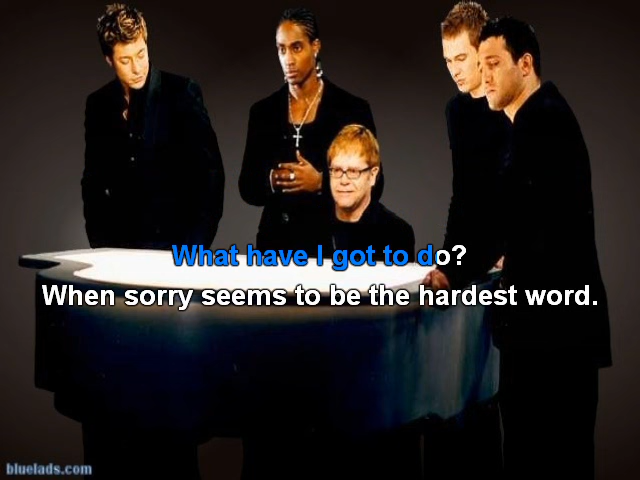 What have I got to do?
When sorry seems to be the hardest word.
bluelads.com